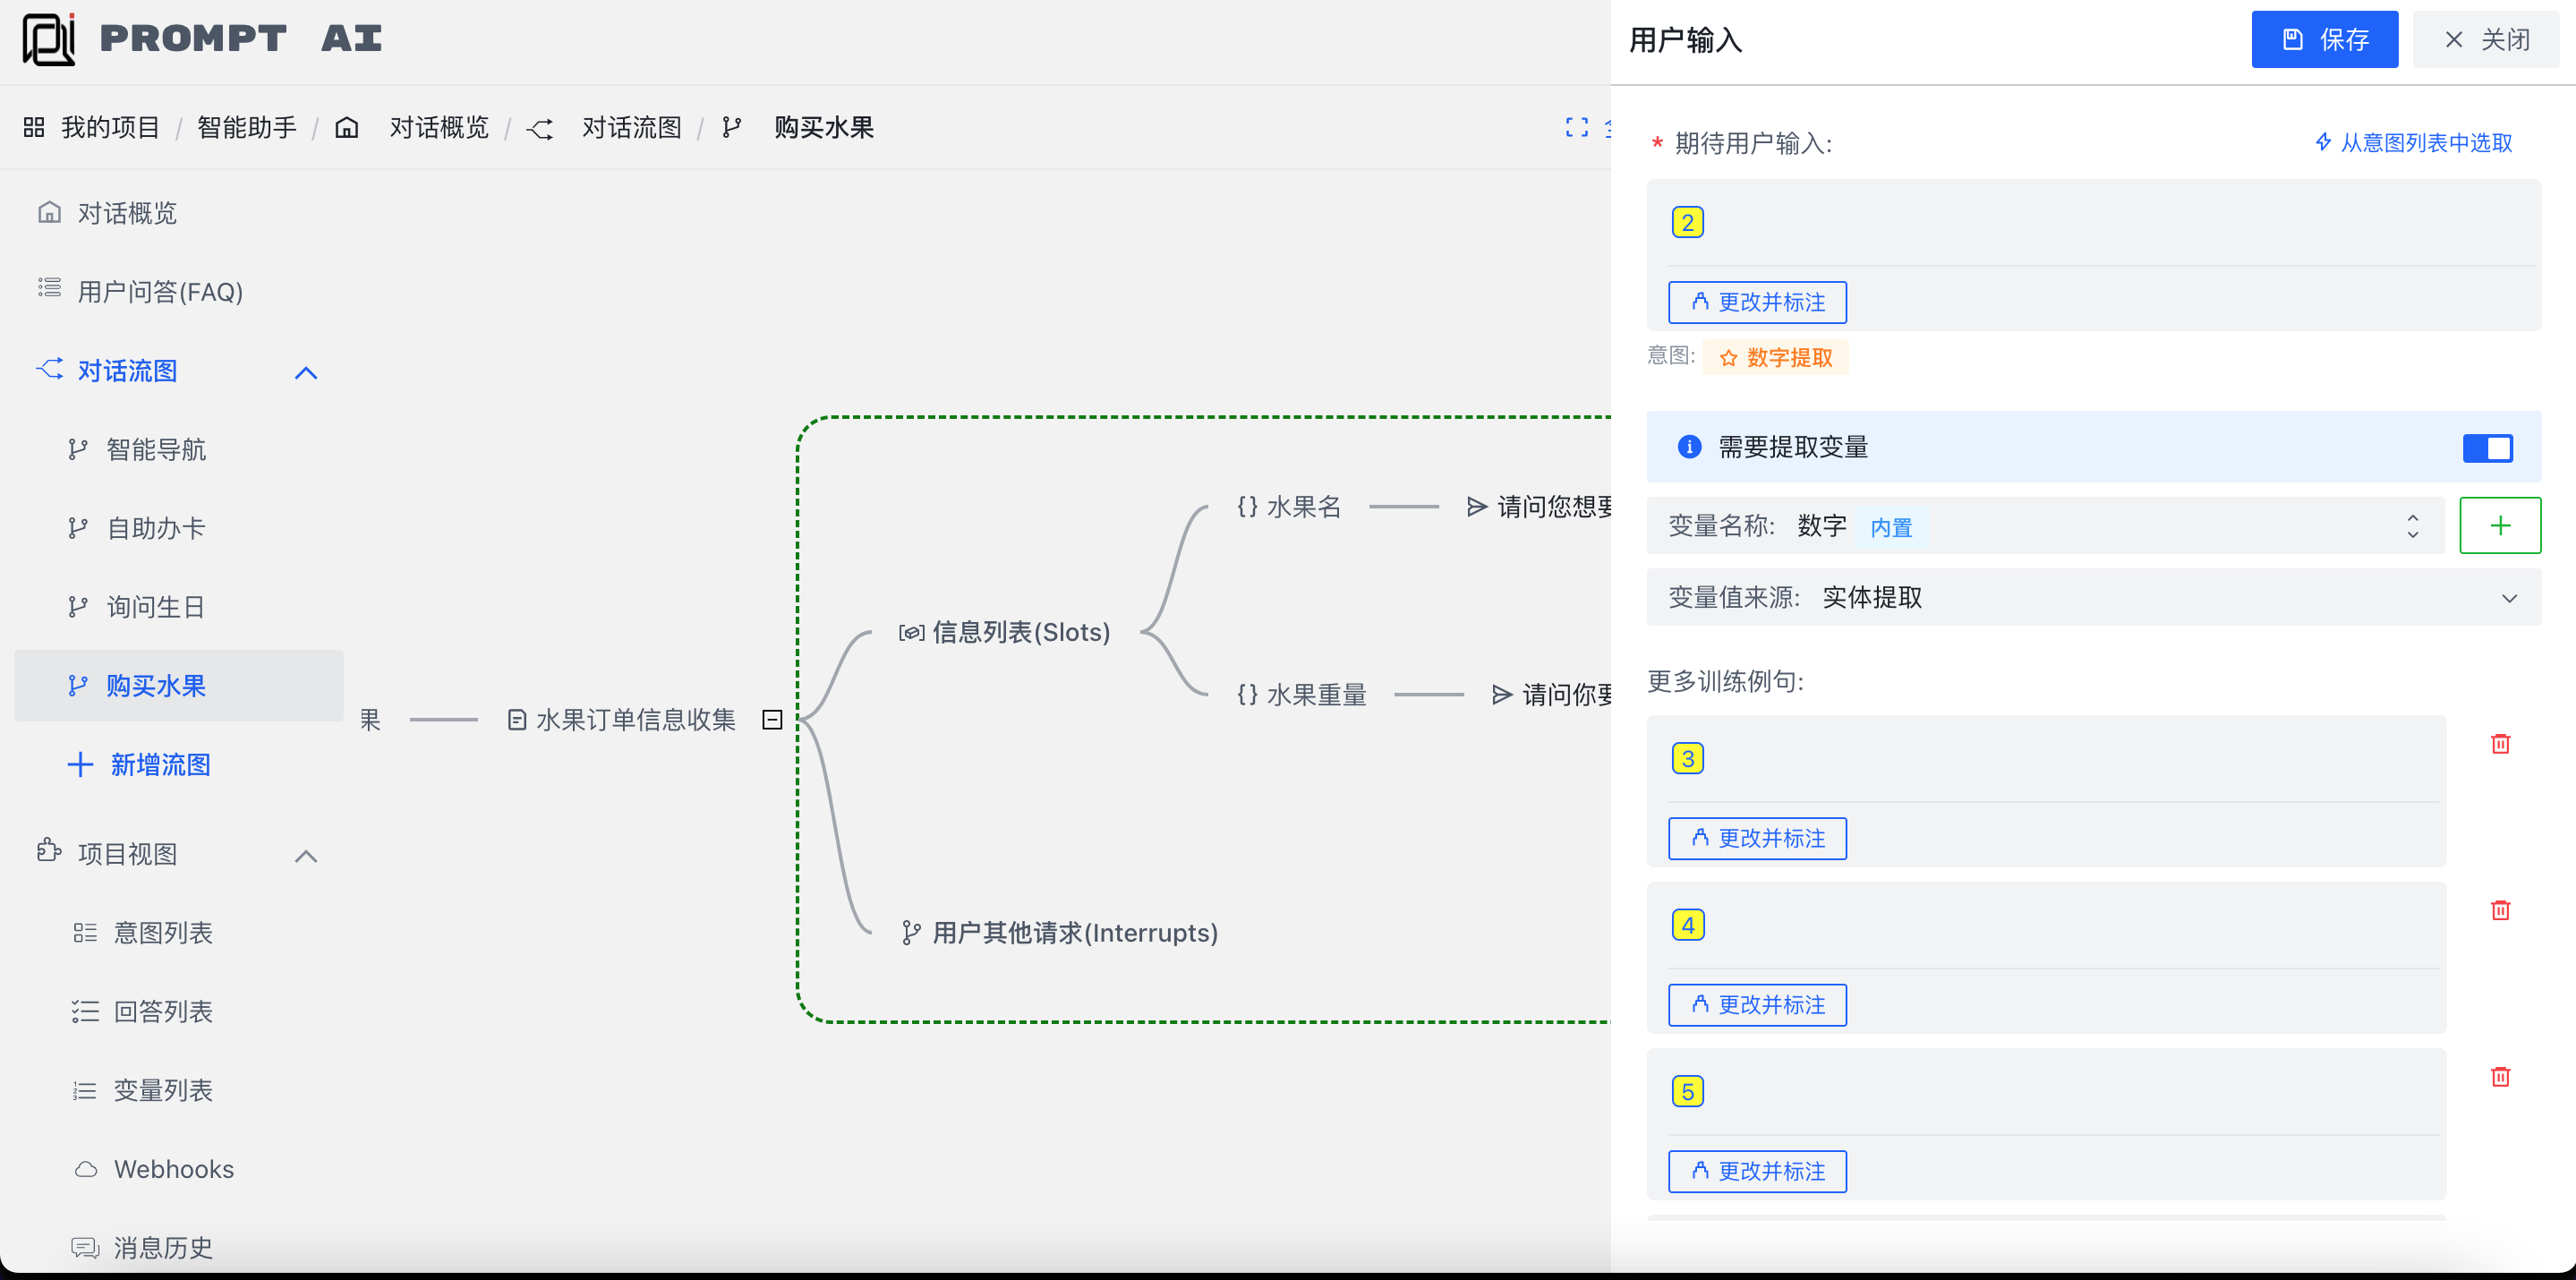 PROMPT AI
我的项目 / 智能助手 / 对话概览 / 对话流图 / 购买水果
对话概览
用户问答(FAQ)
对话流图
智能导航
自助办卡
询问生日
购买水果
新增流图
项目视图
意图列表
回答列表
变量列表
Webhooks
消息历史
果
水果订单信息收集
信息列表(Slots)
{} 水果名
请问您想要
{} 水果重量
请问你要
用户其他请求(Interrupts)
用户输入
保存
关闭
* 期待用户输入:
从意图列表中选取
2
更改并标注
意图: 数字提取
需要提取变量
变量名称: 数字 内置
变量值来源: 实体提取
更多训练例句:
3
更改并标注
4
更改并标注
5
更改并标注